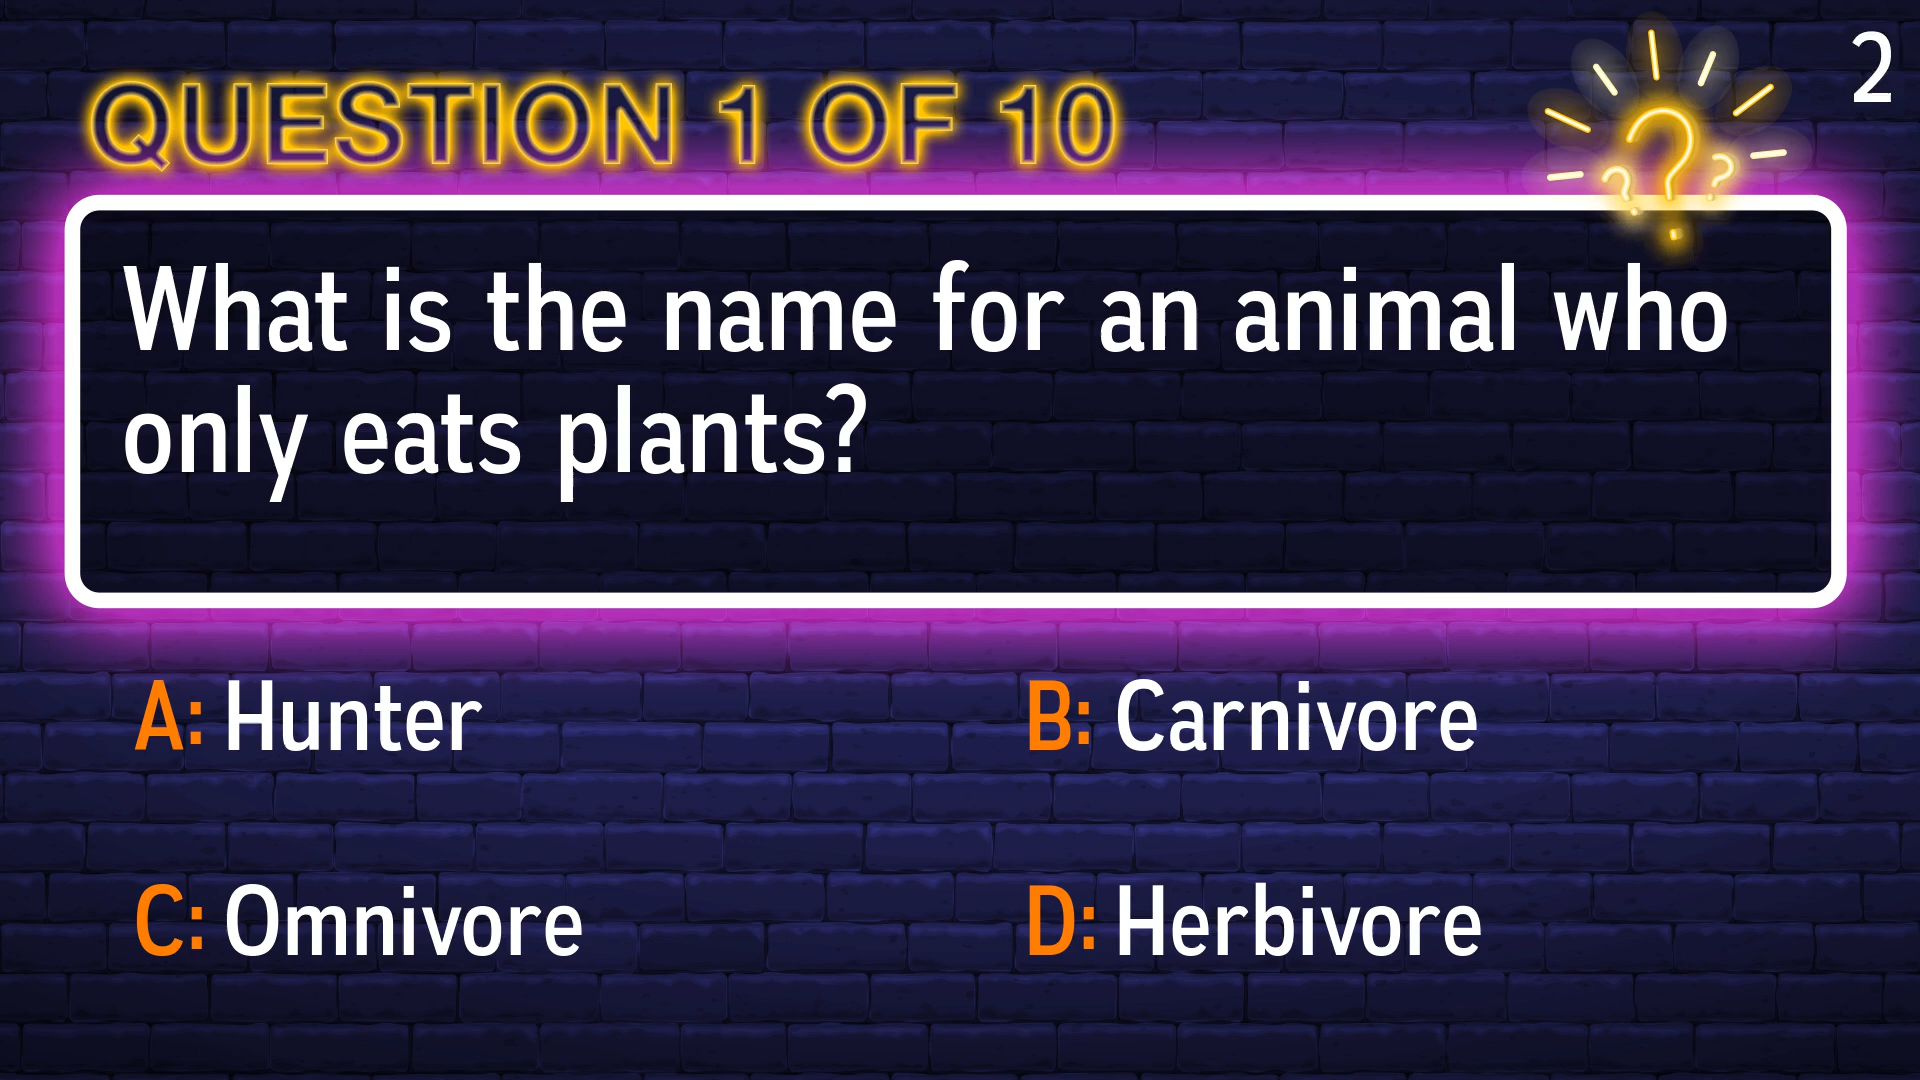 2
QUESTION 1 OF 10
What is the name for an animal who
only eats plants?
A: Hunter
B: Carnivore
C: Omnivore
D: Herbivore